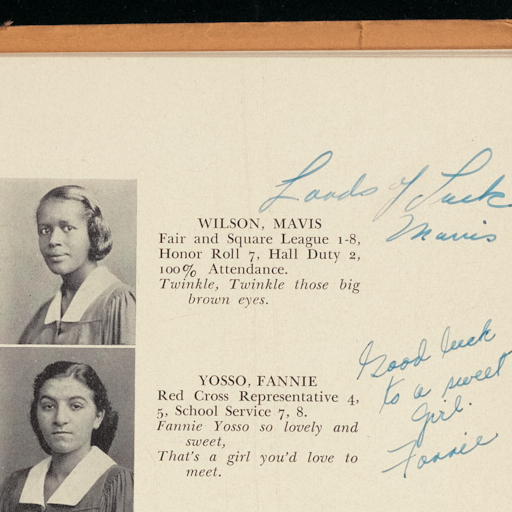 Loads of Luck
Mavis
WILSON, MAVIS
Fair and Square League 1-8,
Honor Roll 7, Hall Duty 2,
100% Attendance.
Twinkle, Twinkle those big
brown eyes.
Good luck
to a sweet
girl.
Fannie
YOSSO, FANNIE
Red Cross Representative 4,
5, School Service 7, 8.
Fannie Yosso so lovely and
sweet,
That's a girl you'd love to
meet.